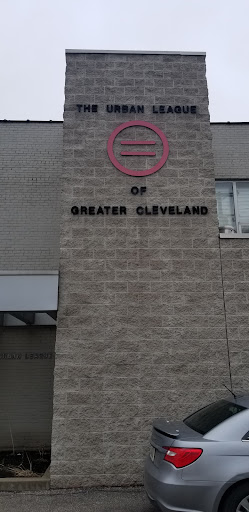 THE URBAN LEAGUE
OF
GREATER CLEVELAND